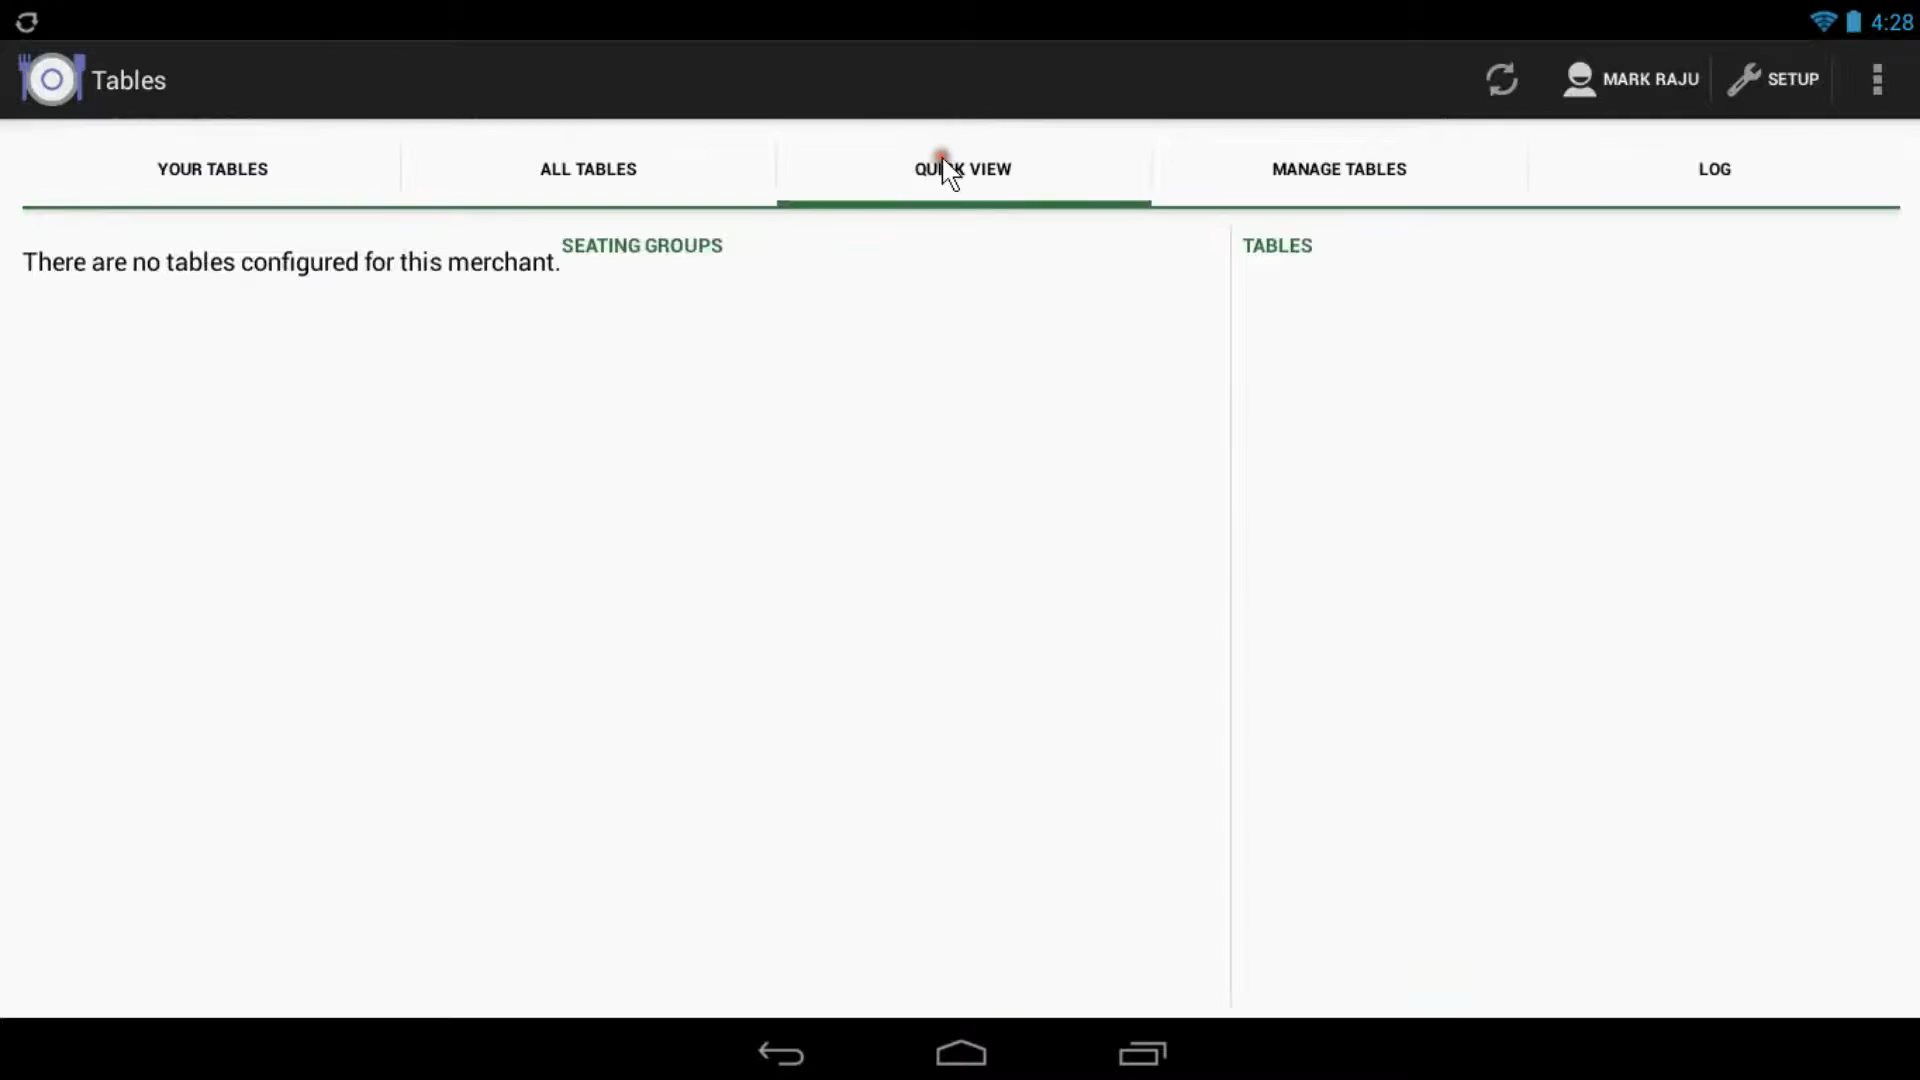 4:28
Tables
MARK RAJU
SETUP
YOUR TABLES
ALL TABLES
QUICK VIEW
MANAGE TABLES
LOG
There are no tables configured for this merchant.
SEATING GROUPS
TABLES